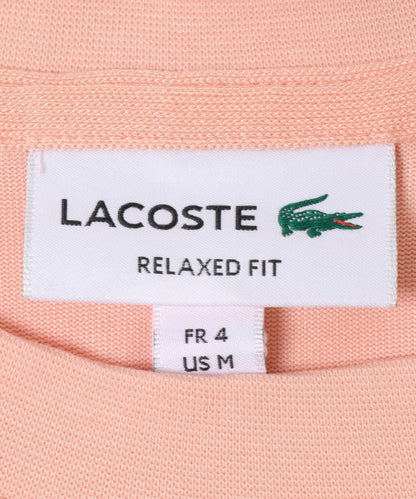 LACOSTE
RELAXED FIT
FR 4
US M